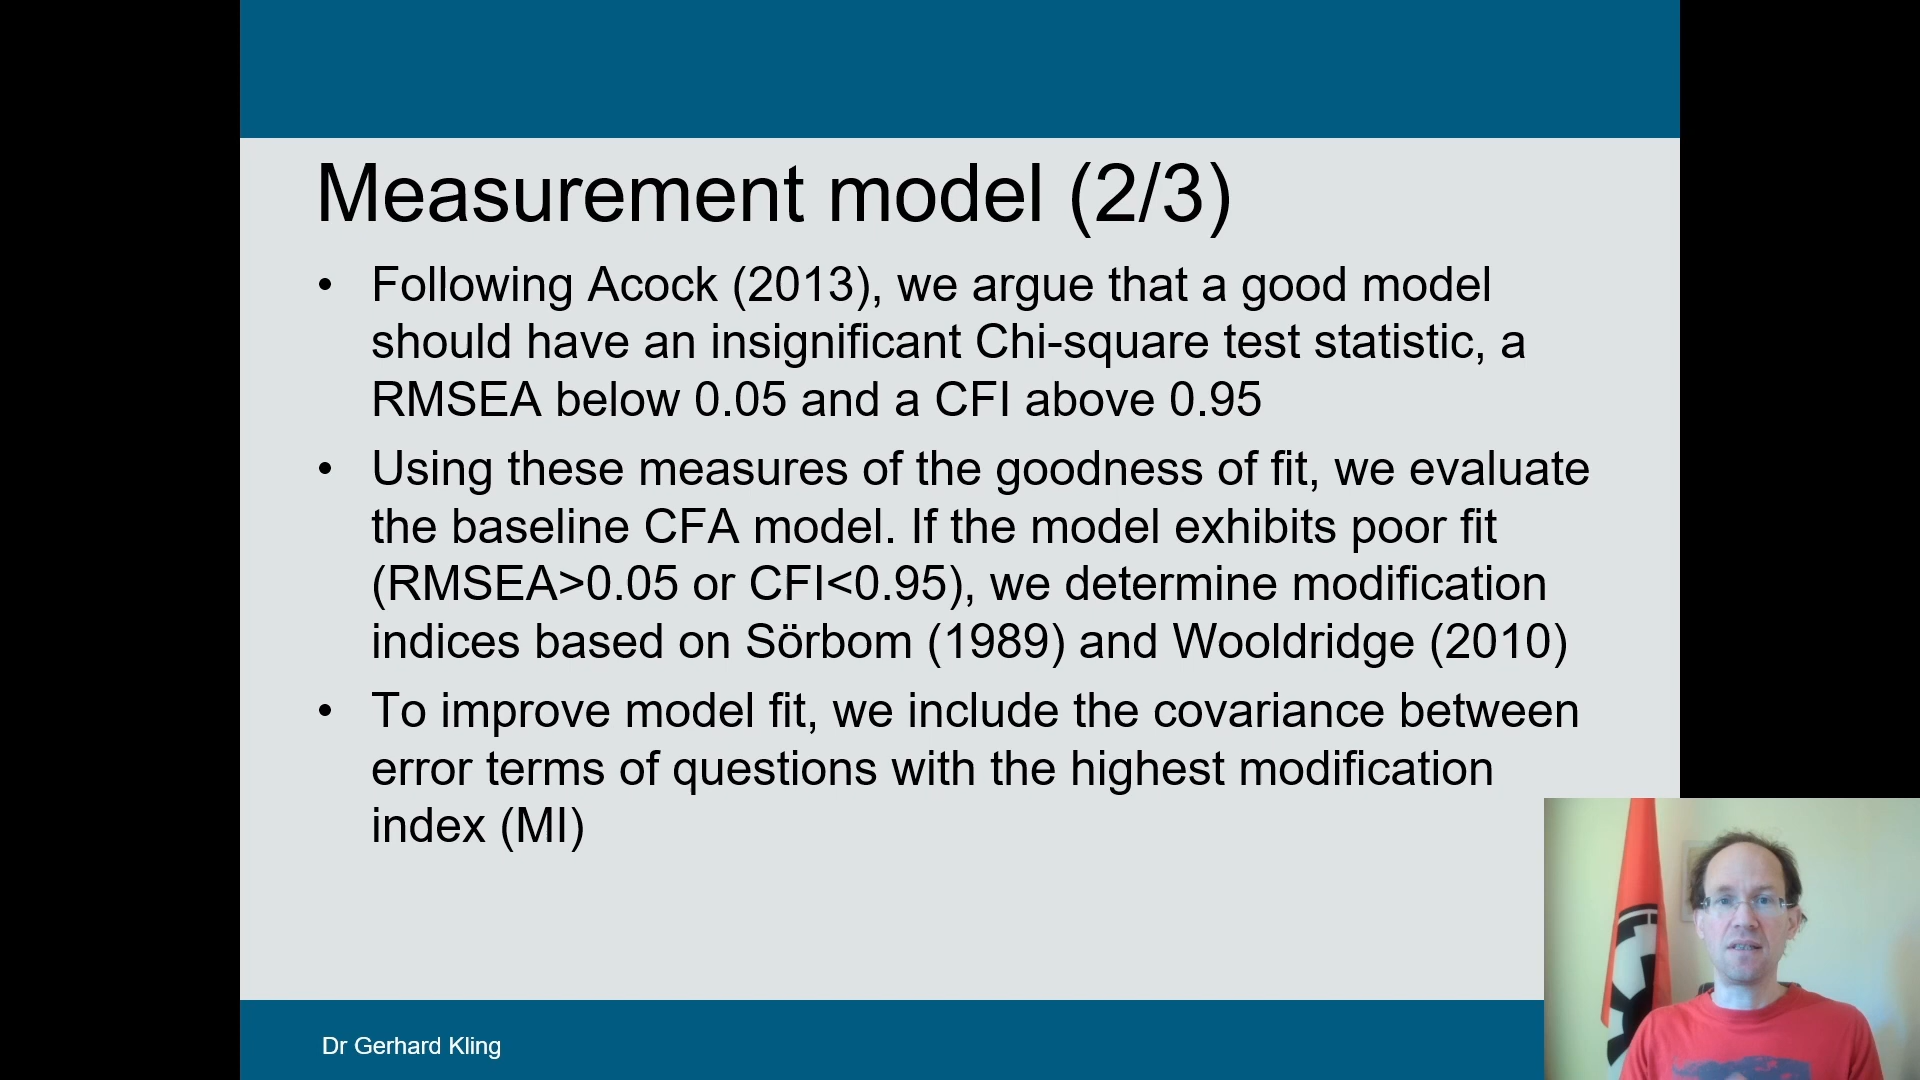 Measurement model (2/3)
• Following Acock (2013), we argue that a good model
should have an insignificant Chi-square test statistic, a
RMSEA below 0.05 and a CFI above 0.95
• Using these measures of the goodness of fit, we evaluate
the baseline CFA model. If the model exhibits poor fit
(RMSEA>0.05 or CFI<0.95), we determine modification
indices based on Sörbom (1989) and Wooldridge (2010)
• To improve model fit, we include the covariance between
error terms of questions with the highest modification
index (MI)
Dr Gerhard Kling